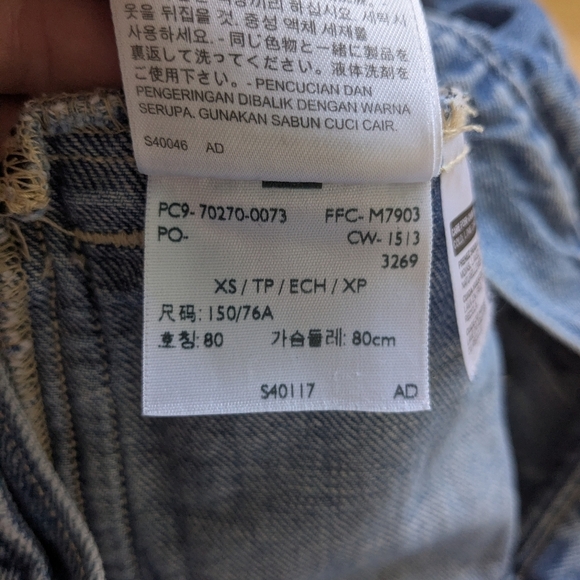 옷을 뒤집을 것. 중성 액체 세제를
사용하세요. - 同じ色物と一緒に製品を
裏返して洗ってください。液体洗剤を
ご使用下さい。- PENCUCIAN DAN
PENGERINGAN DIBALIK DENGAN WARNA
SERUPA. GUNAKAN SABUN CUCI CAIR.
S40046 AD
PC9- 70270-0073 FFC- M7903
PO- CW- 1513
3269
XS / TP / ECH / XP
尺码: 150/76A
호칭: 80 가슴둘레: 80cm
S40117 AD